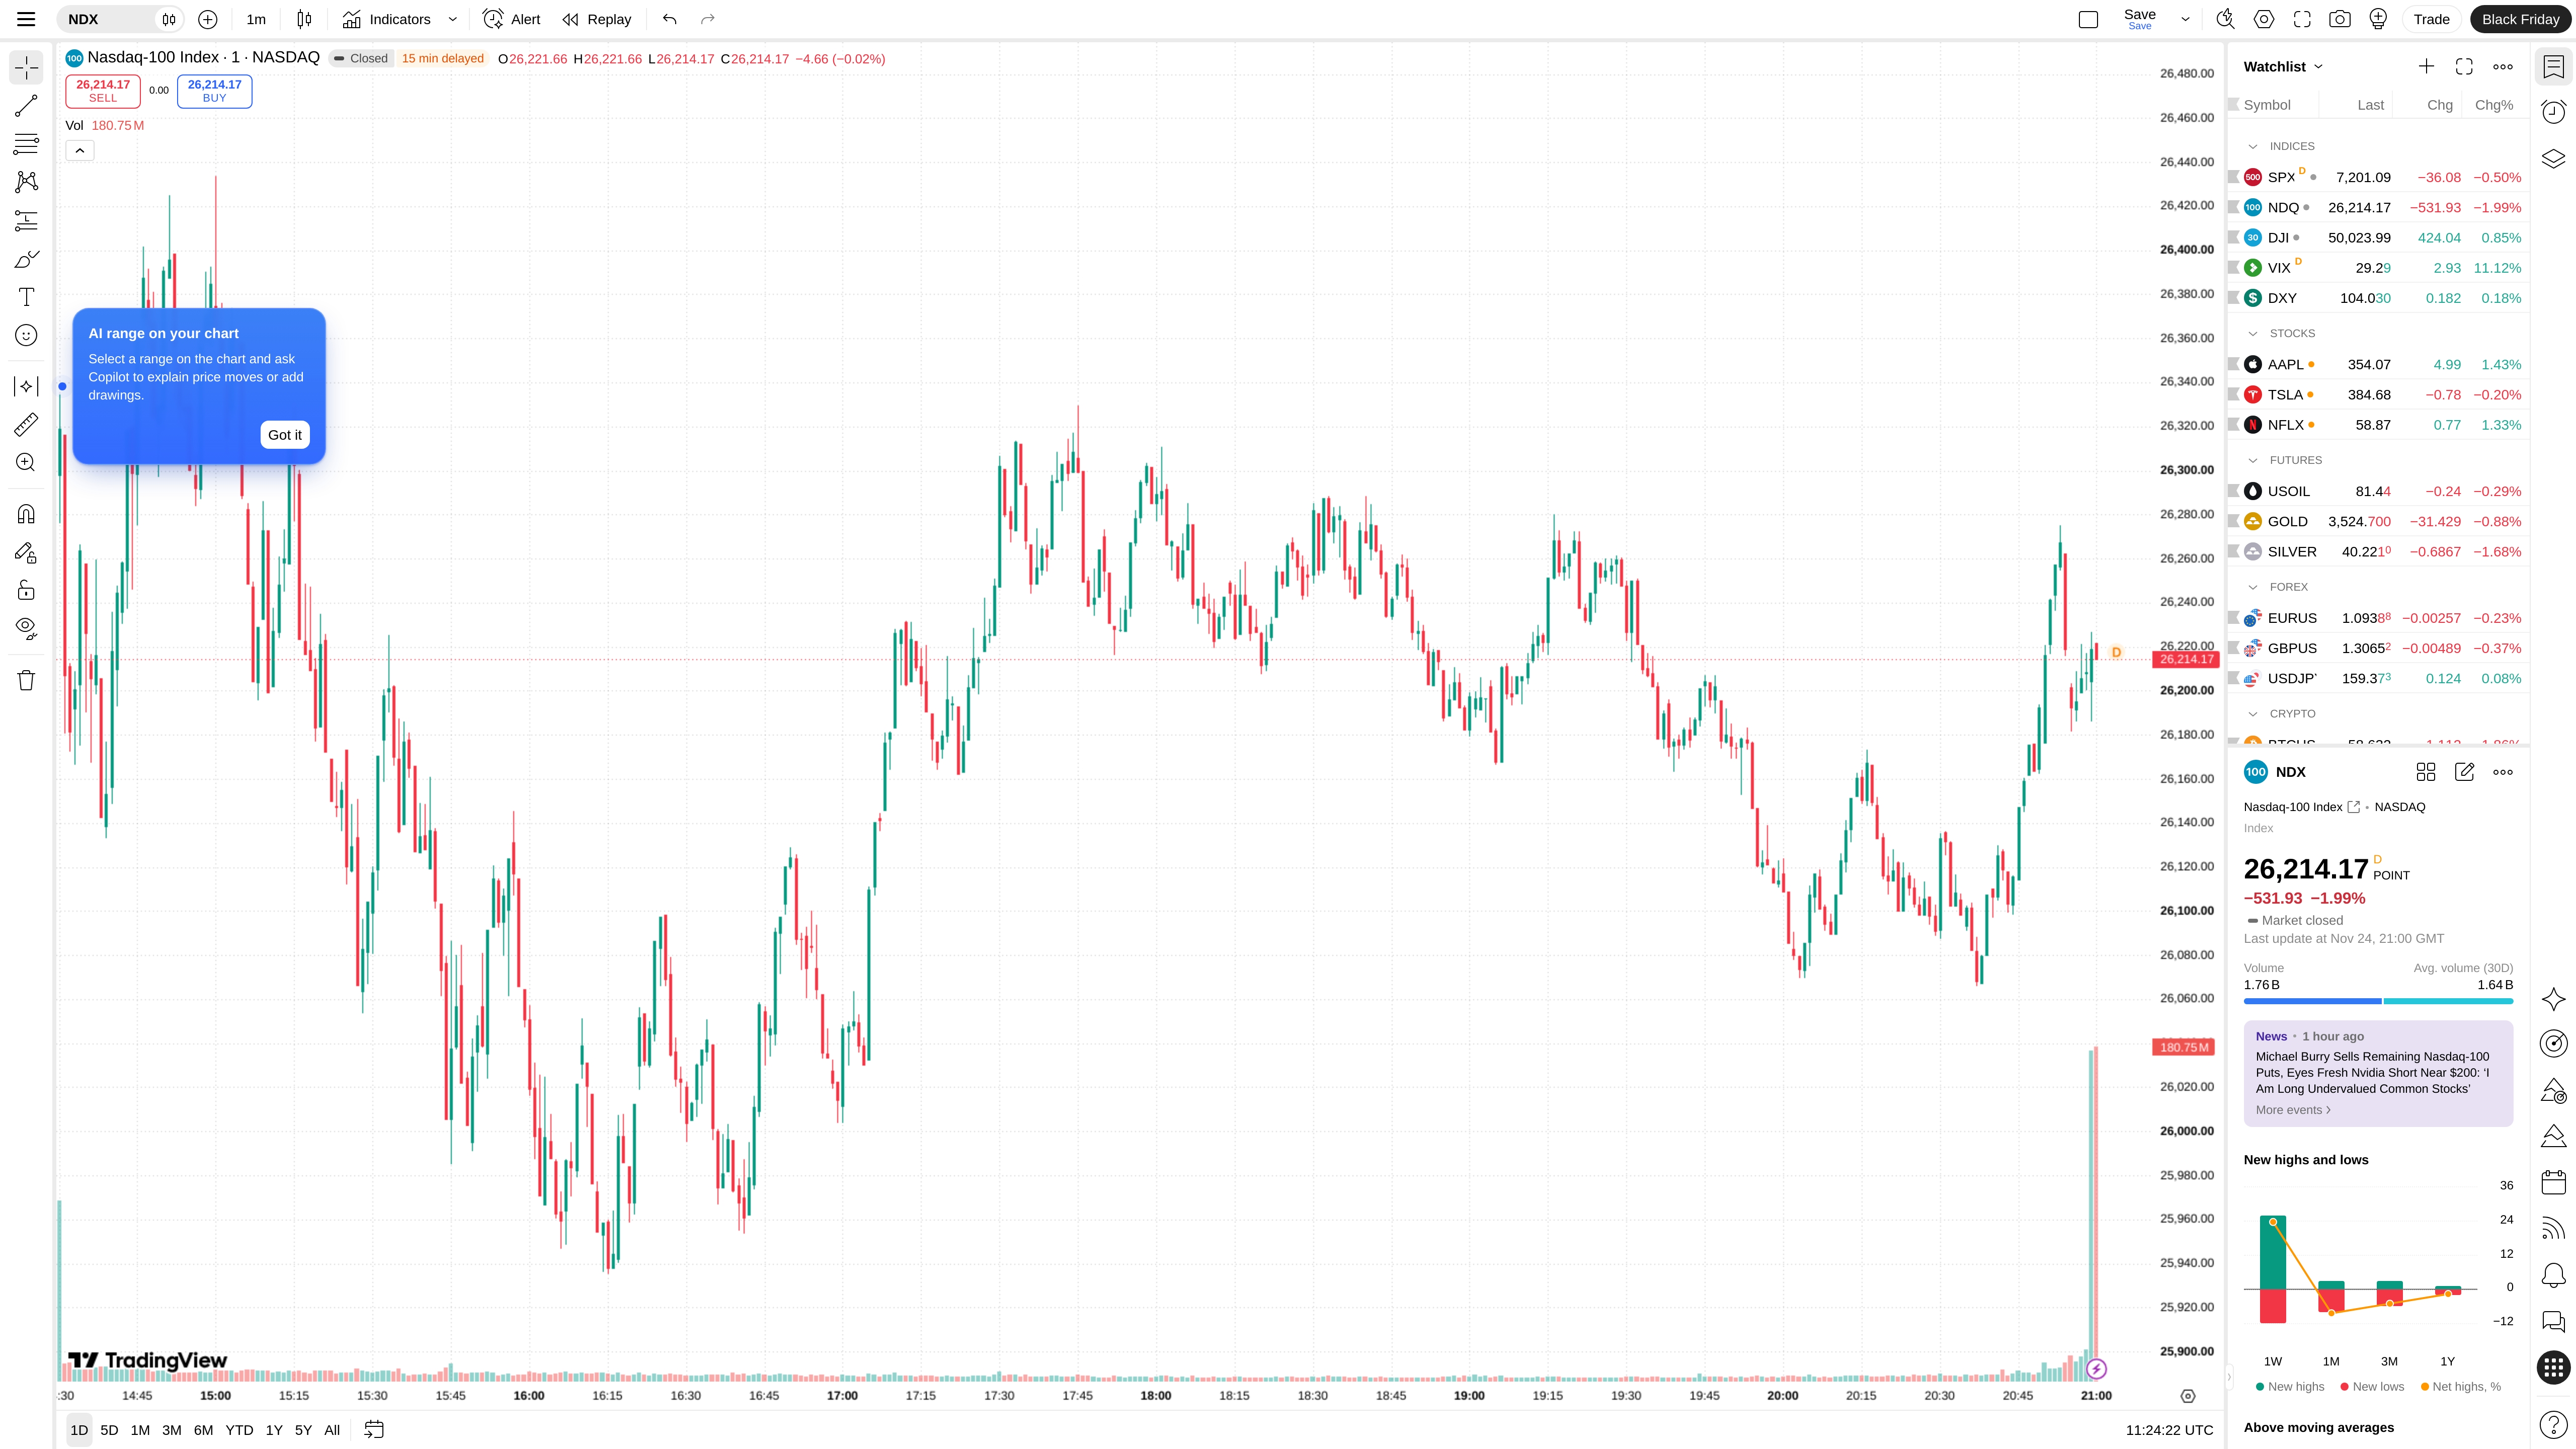 NDX
1m
Indicators
Alert
Replay
Save
Save
Trade
Black Friday
100 Nasdaq-100 Index · 1 · NASDAQ Closed 15 min delayed O26,221.66 H26,221.66 L26,214.17 C26,214.17 −4.66 (−0.02%)
26,214.17
SELL
0.00
26,214.17
BUY
Vol 180.75 M
AI range on your chart
Select a range on the chart and ask
Copilot to explain price moves or add
drawings.
Got it
26,480.00
26,460.00
26,440.00
26,420.00
26,400.00
26,380.00
26,360.00
26,340.00
26,320.00
26,300.00
26,280.00
26,260.00
26,240.00
26,220.00
D
26,214.17
26,200.00
26,180.00
26,160.00
26,140.00
26,120.00
26,100.00
26,080.00
26,060.00
180.75 M
26,020.00
26,000.00
25,980.00
25,960.00
25,940.00
25,920.00
25,900.00
TradingView
:30 14:45 15:00 15:15 15:30 15:45 16:00 16:15 16:30 16:45 17:00 17:15 17:30 17:45 18:00 18:15 18:30 18:45 19:00 19:15 19:30 19:45 20:00 20:15 20:30 20:45 21:00
1D 5D 1M 3M 6M YTD 1Y 5Y All
11:24:22 UTC
Watchlist
Symbol Last Chg Chg%
INDICES
500 SPX D 7,201.09 −36.08 −0.50%
100 NDQ 26,214.17 −531.93 −1.99%
30 DJI 50,023.99 424.04 0.85%
VIX D 29.29 2.93 11.12%
$ DXY 104.030 0.182 0.18%
STOCKS
AAPL 354.07 4.99 1.43%
TSLA 384.68 −0.78 −0.20%
N NFLX 58.87 0.77 1.33%
FUTURES
USOIL 81.44 −0.24 −0.29%
GOLD 3,524.700 −31.429 −0.88%
SILVER 40.2210 −0.6867 −1.68%
FOREX
EURUS 1.09388 −0.00257 −0.23%
GBPUS 1.30652 −0.00489 −0.37%
USDJP 159.373 0.124 0.08%
CRYPTO
100 NDX
Nasdaq-100 Index • NASDAQ
Index
26,214.17 D POINT
−531.93 −1.99%
Market closed
Last update at Nov 24, 21:00 GMT
Volume Avg. volume (30D)
1.76 B 1.64 B
News • 1 hour ago
Michael Burry Sells Remaining Nasdaq-100
Puts, Eyes Fresh Nvidia Short Near $200: ‘I
Am Long Undervalued Common Stocks’
More events
New highs and lows
36
24
12
0
−12
1W 1M 3M 1Y
New highs New lows Net highs, %
Above moving averages